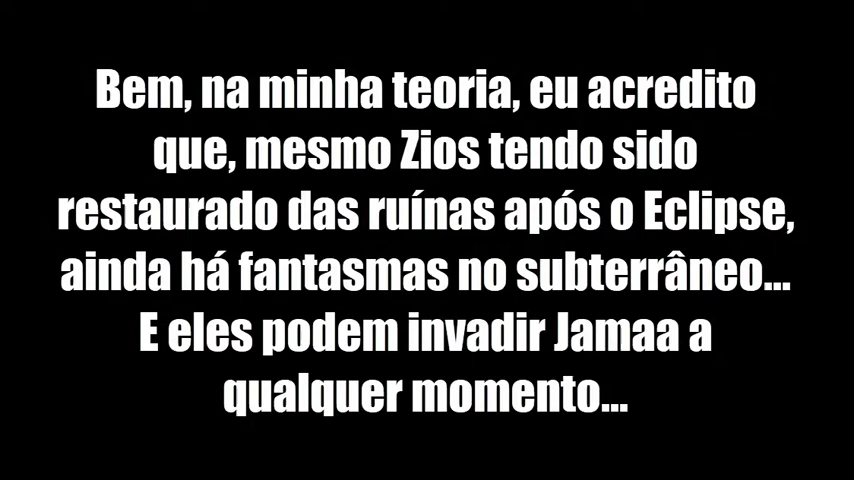 Bem, na minha teoria, eu acredito
que, mesmo Zios tendo sido
restaurado das ruínas após o Eclipse,
ainda há fantasmas no subterrâneo...
E eles podem invadir Jamaa a
qualquer momento...